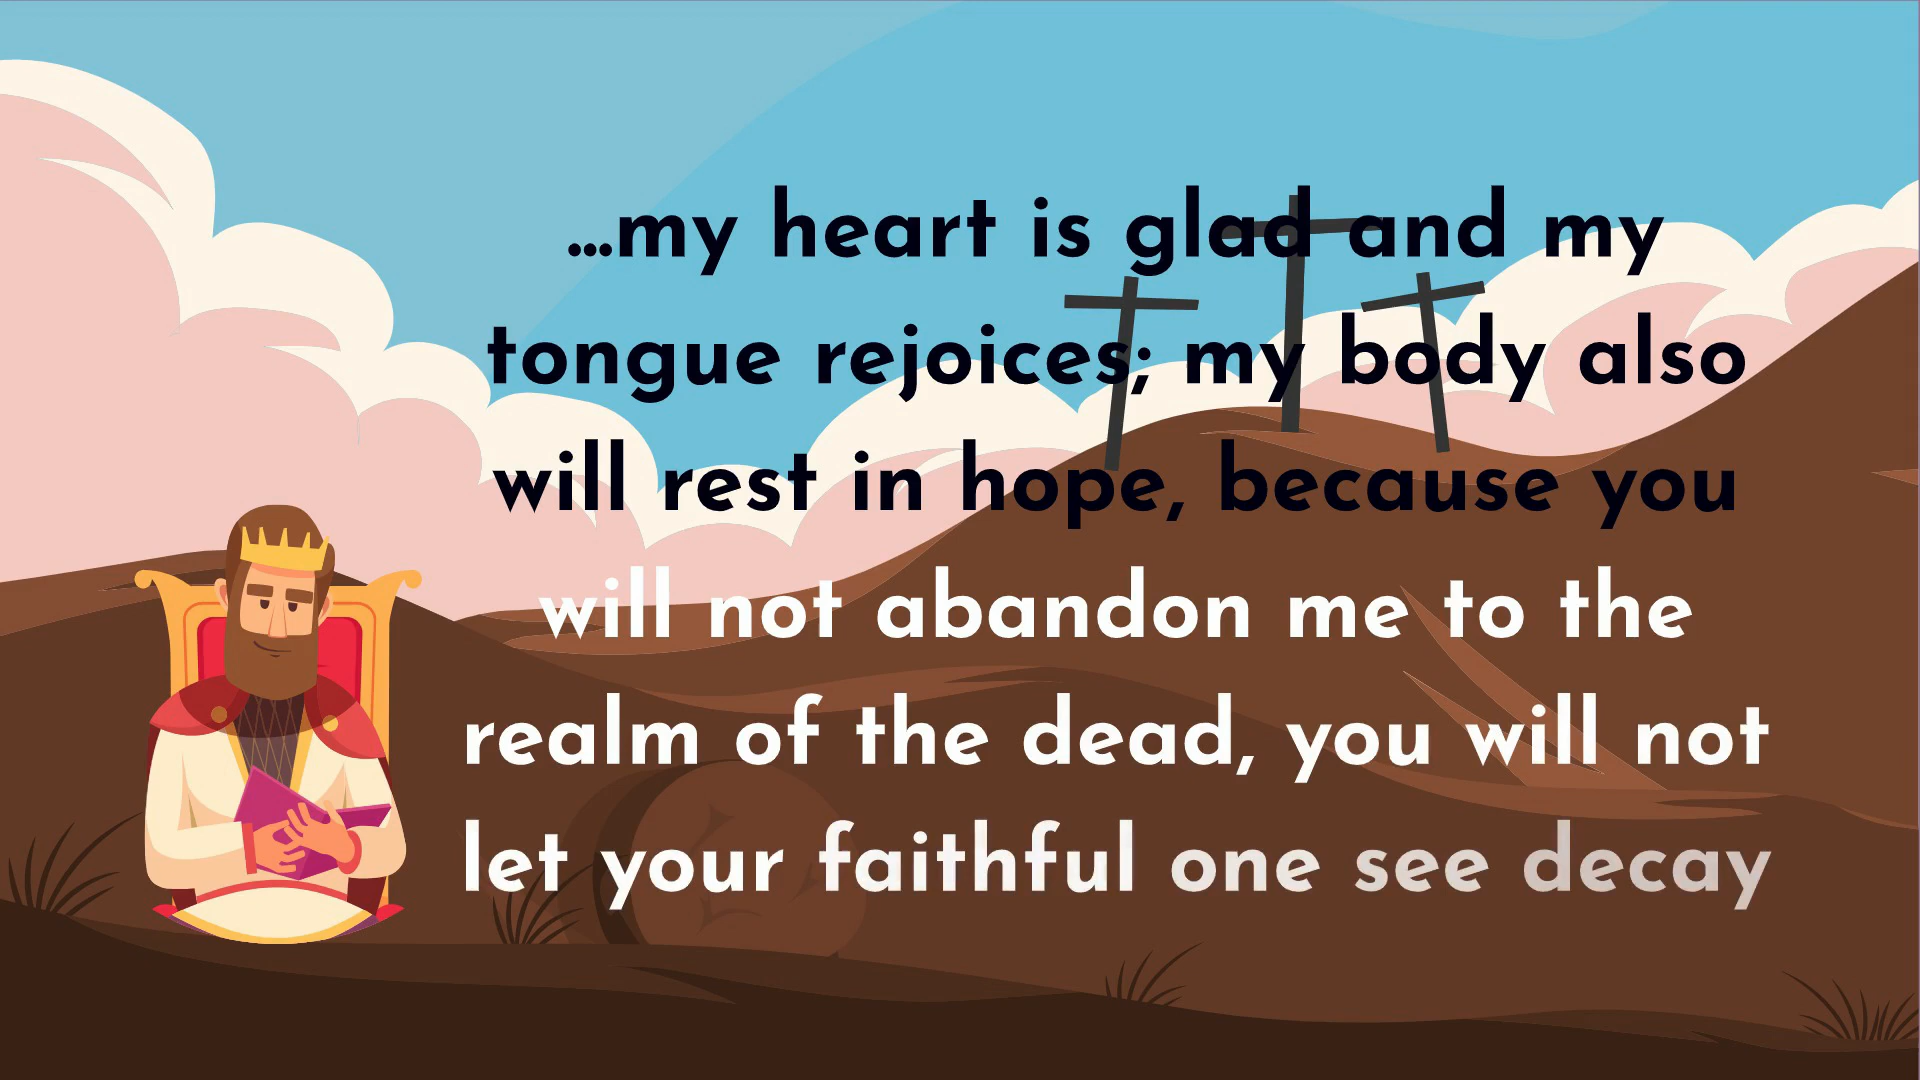 ...my heart is glad and my
tongue rejoices; my body also
will rest in hope, because you
will not abandon me to the
realm of the dead, you will not
let your faithful one see decay